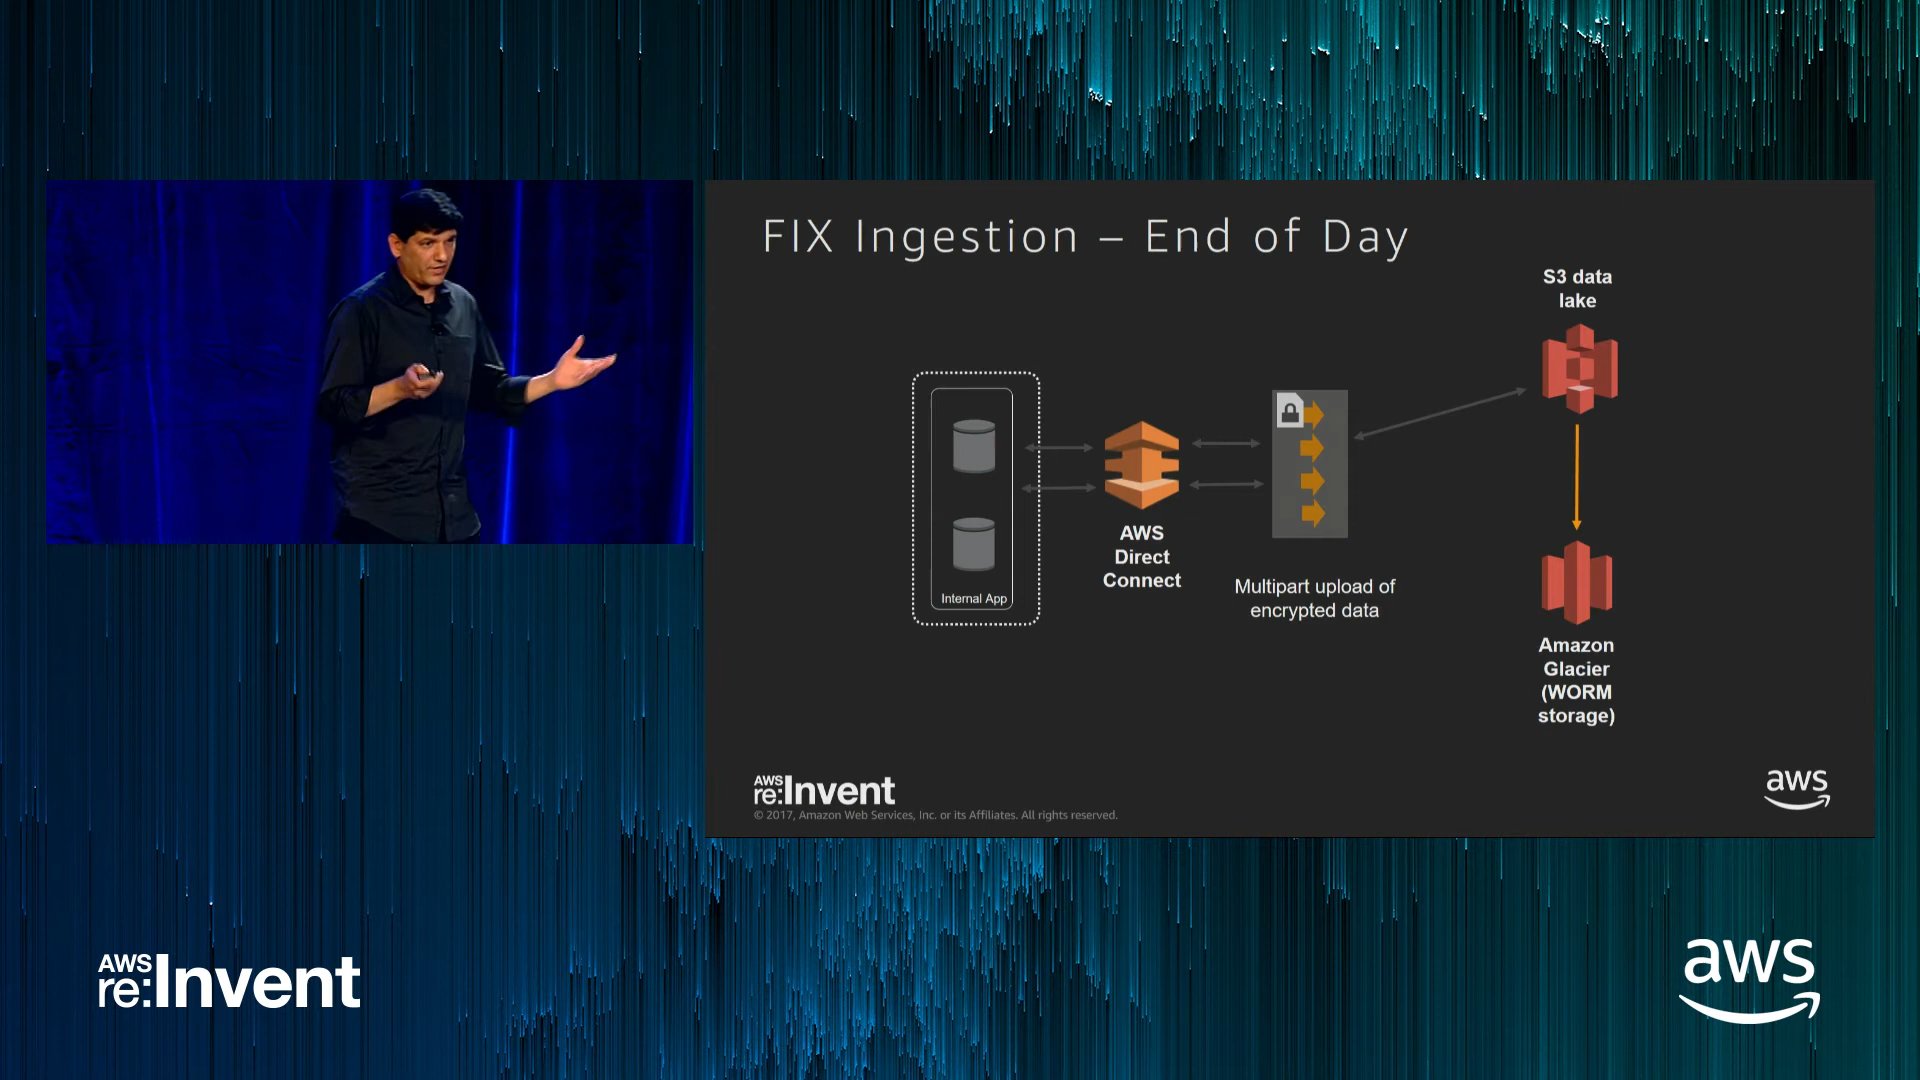 FIX Ingestion – End of Day
S3 data
lake
Internal App
AWS
Direct
Connect
Multipart upload of
encrypted data
Amazon
Glacier
(WORM
storage)
AWS
re:Invent
© 2017, Amazon Web Services, Inc. or its Affiliates. All rights reserved.
aws
AWS
re:Invent
aws